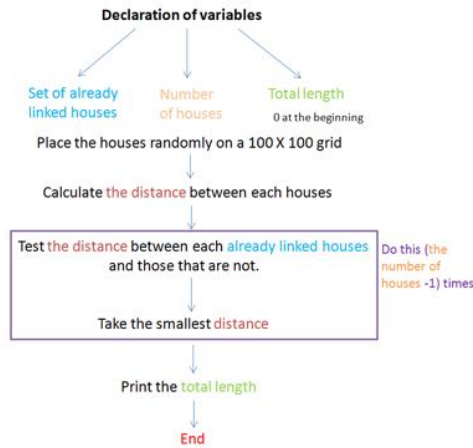 Declaration of variables
Set of already
linked houses
Number
of houses
Total length
0 at the beginning
Place the houses randomly on a 100 X 100 grid
Calculate the distance between each houses
Test the distance between each already linked houses
and those that are not.
Take the smallest distance
Do this (the
number of
houses -1) times
Print the total length
End